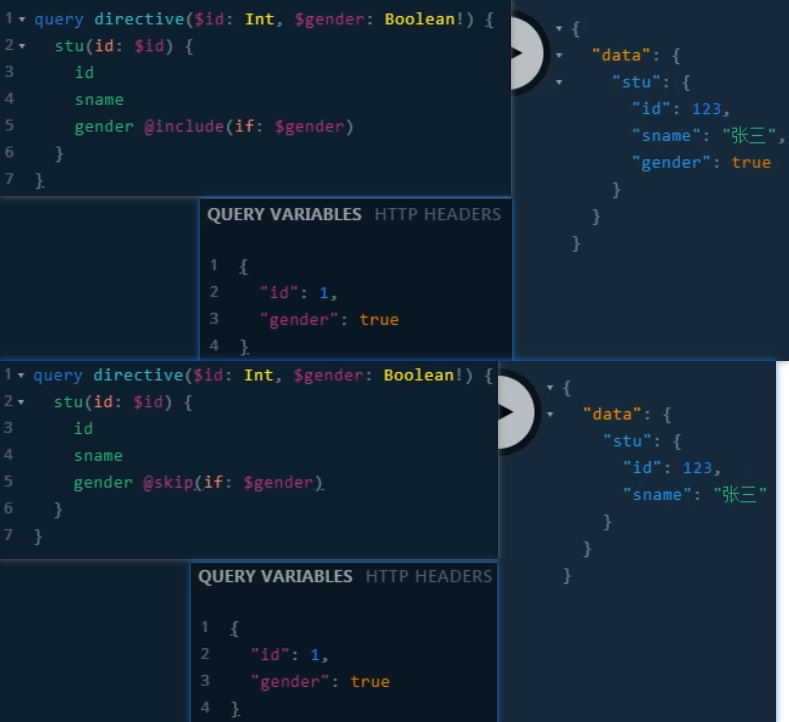 1 query directive($id: Int, $gender: Boolean!) {
2 stu(id: $id) {
3 id
4 sname
5 gender @include(if: $gender)
6 }
7 }
{
"data": {
"stu": {
"id": 123,
"sname": "张三",
"gender": true
}
}
}
QUERY VARIABLES HTTP HEADERS
1 {
2 "id": 1,
3 "gender": true
4 }
1 query directive($id: Int, $gender: Boolean!) {
2 stu(id: $id) {
3 id
4 sname
5 gender @skip(if: $gender)
6 }
7 }
{
"data": {
"stu": {
"id": 123,
"sname": "张三"
}
}
}
QUERY VARIABLES HTTP HEADERS
1 {
2 "id": 1,
3 "gender": true
4 }